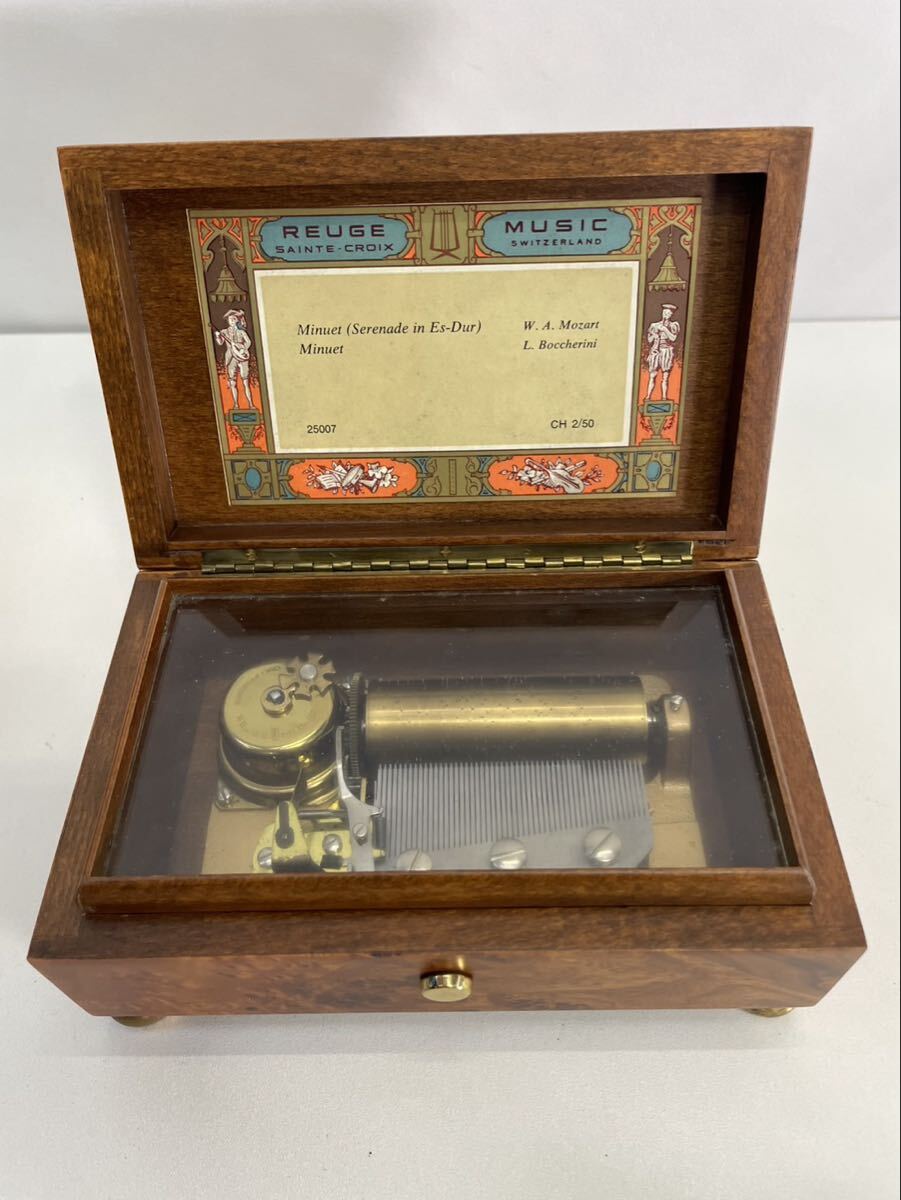 REUGE MUSIC
SAINTE-CROIX SWITZERLAND
Minuet (Serenade in Es-Dur) W. A. Mozart
Minuet L. Boccherini
25007 CH 2/50